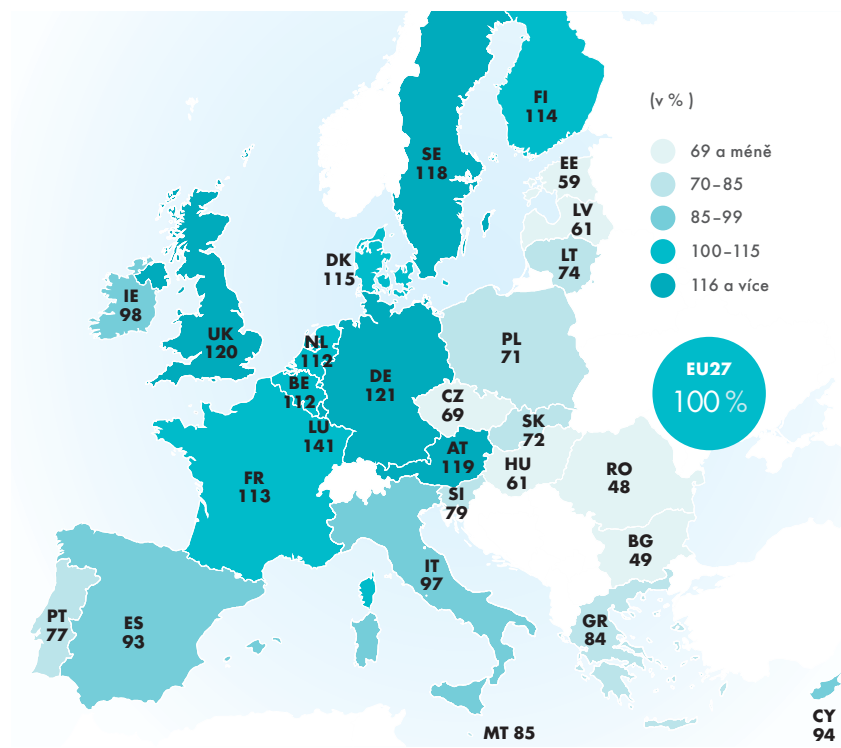 (v % )
69 a méně
70–85
85–99
100–115
116 a více
EU27
100 %
FI
114
SE
118
EE
59
LV
61
LT
74
DK
115
IE
98
UK
120
NL
112
BE
112
LU
141
DE
121
PL
71
CZ
69
SK
72
AT
119
HU
61
SI
79
RO
48
BG
49
FR
113
IT
97
PT
77
ES
93
GR
84
MT 85
CY
94